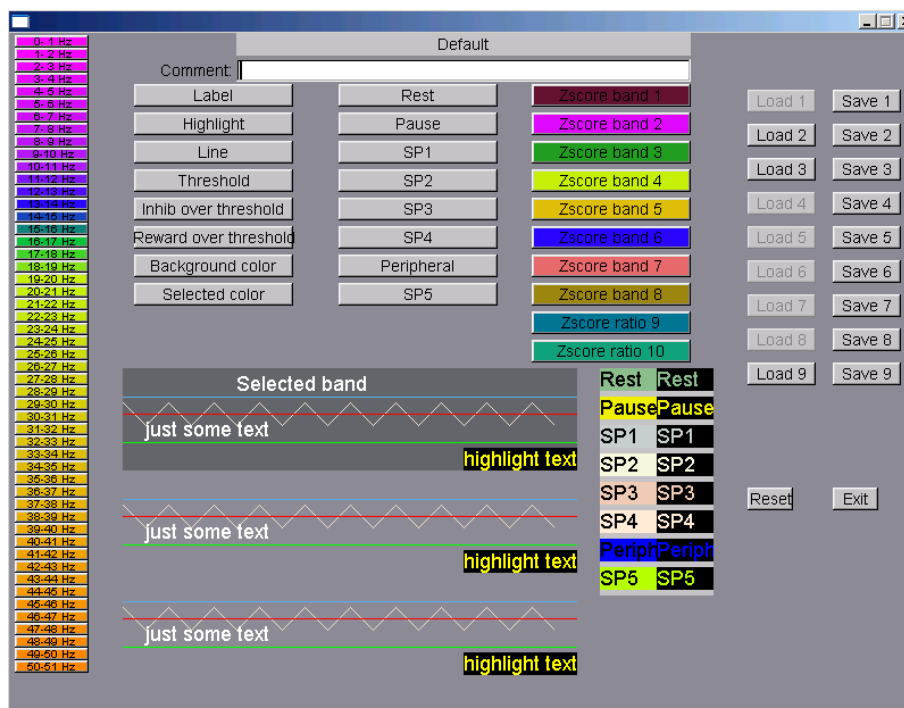 Default
Comment:
0- 1 Hz
1- 2 Hz
2- 3 Hz
3- 4 Hz
4- 5 Hz
5- 6 Hz
6- 7 Hz
7- 8 Hz
8- 9 Hz
9-10 Hz
10-11 Hz
11-12 Hz
12-13 Hz
13-14 Hz
14-15 Hz
15-16 Hz
16-17 Hz
17-18 Hz
18-19 Hz
19-20 Hz
20-21 Hz
21-22 Hz
22-23 Hz
23-24 Hz
24-25 Hz
25-26 Hz
26-27 Hz
27-28 Hz
28-29 Hz
29-30 Hz
30-31 Hz
31-32 Hz
32-33 Hz
33-34 Hz
34-35 Hz
35-36 Hz
36-37 Hz
37-38 Hz
38-39 Hz
39-40 Hz
40-41 Hz
41-42 Hz
42-43 Hz
43-44 Hz
44-45 Hz
45-46 Hz
46-47 Hz
47-48 Hz
48-49 Hz
49-50 Hz
50-51 Hz
Label
Highlight
Line
Threshold
Inhib over threshold
Reward over threshold
Background color
Selected color
Rest
Pause
SP1
SP2
SP3
SP4
Peripheral
SP5
Zscore band 1
Zscore band 2
Zscore band 3
Zscore band 4
Zscore band 5
Zscore band 6
Zscore band 7
Zscore band 8
Zscore ratio 9
Zscore ratio 10
Load 1 Save 1
Load 2 Save 2
Load 3 Save 3
Load 4 Save 4
Load 5 Save 5
Load 6 Save 6
Load 7 Save 7
Load 8 Save 8
Load 9 Save 9
Selected band
just some text
highlight text
just some text
highlight text
just some text
highlight text
Rest Rest
Pause Pause
SP1 SP1
SP2 SP2
SP3 SP3
SP4 SP4
Periph Periph
SP5 SP5
Reset Exit